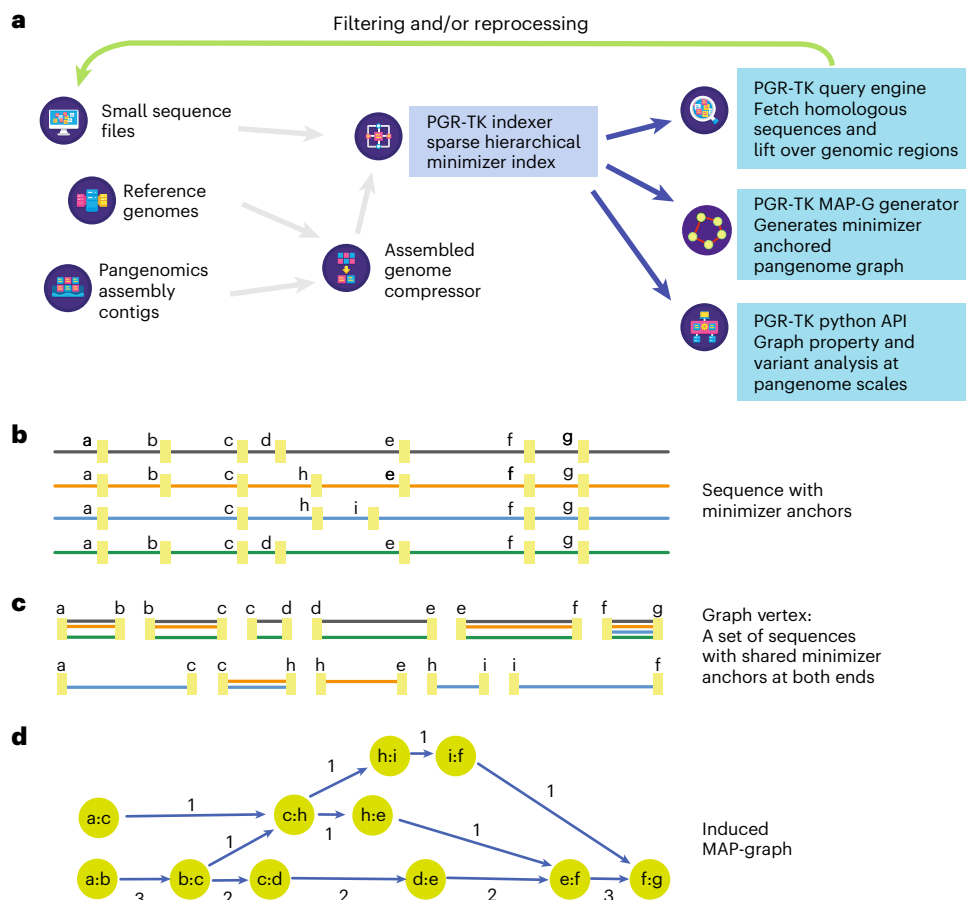 a
Filtering and/or reprocessing
Small sequence
files
Reference
genomes
Pangenomics
assembly
contigs
Assembled
genome
compressor
PGR-TK indexer
sparse hierarchical
minimizer index
PGR-TK query engine
Fetch homologous
sequences and
lift over genomic regions
PGR-TK MAP-G generator
Generates minimizer
anchored
pangenome graph
PGR-TK python API
Graph property and
variant analysis at
pangenome scales
b
a b c d e f g
a b c h e f g
a c h i f g
a b c d e f g
Sequence with
minimizer anchors
c
a b b c c d d e e f f g
a c c h h e h i i f
Graph vertex:
A set of sequences
with shared minimizer
anchors at both ends
d
h:i 1 i:f
1 1
a:c 1 c:h 1 h:e 1
1
a:b 3 b:c 2 c:d 2 d:e 2 e:f 3 f:g
Induced
MAP-graph